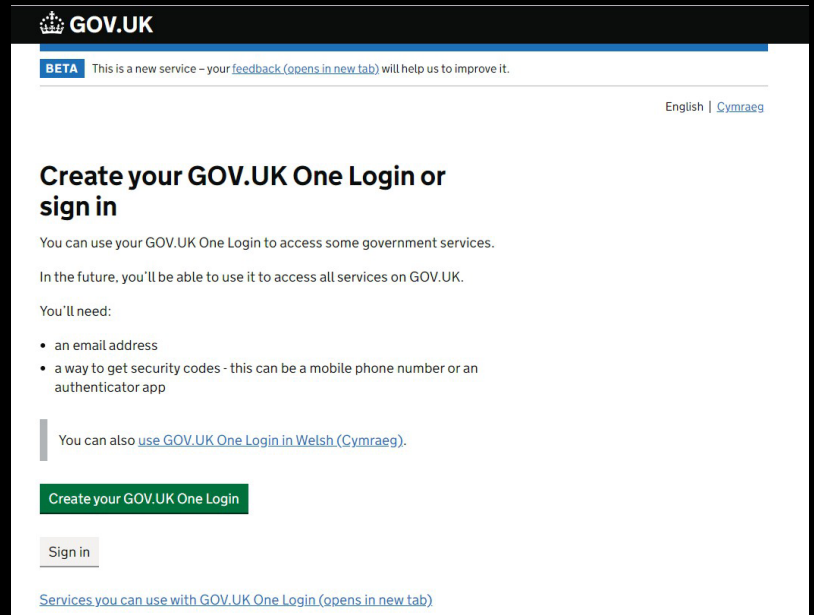 GOV.UK
BETA This is a new service – your feedback (opens in new tab) will help us to improve it.
English | Cymraeg
Create your GOV.UK One Login or
sign in
You can use your GOV.UK One Login to access some government services.
In the future, you'll be able to use it to access all services on GOV.UK.
You'll need:
• an email address
• a way to get security codes - this can be a mobile phone number or an
authenticator app
You can also use GOV.UK One Login in Welsh (Cymraeg).
Create your GOV.UK One Login
Sign in
Services you can use with GOV.UK One Login (opens in new tab)